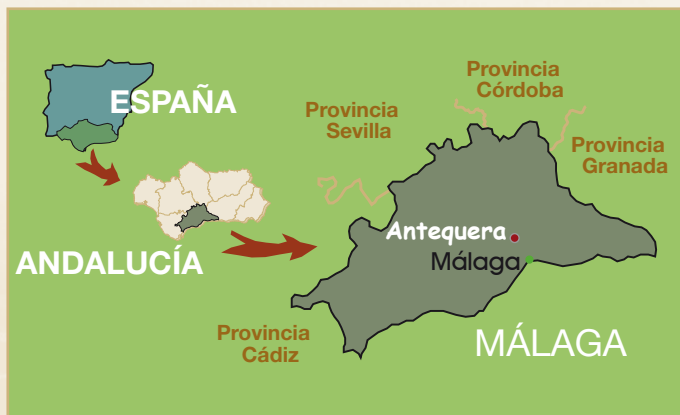 ESPAÑA
ANDALUCÍA
Provincia
Sevilla
Provincia
Córdoba
Provincia
Granada
Antequera
Málaga
Provincia
Cádiz
MÁLAGA